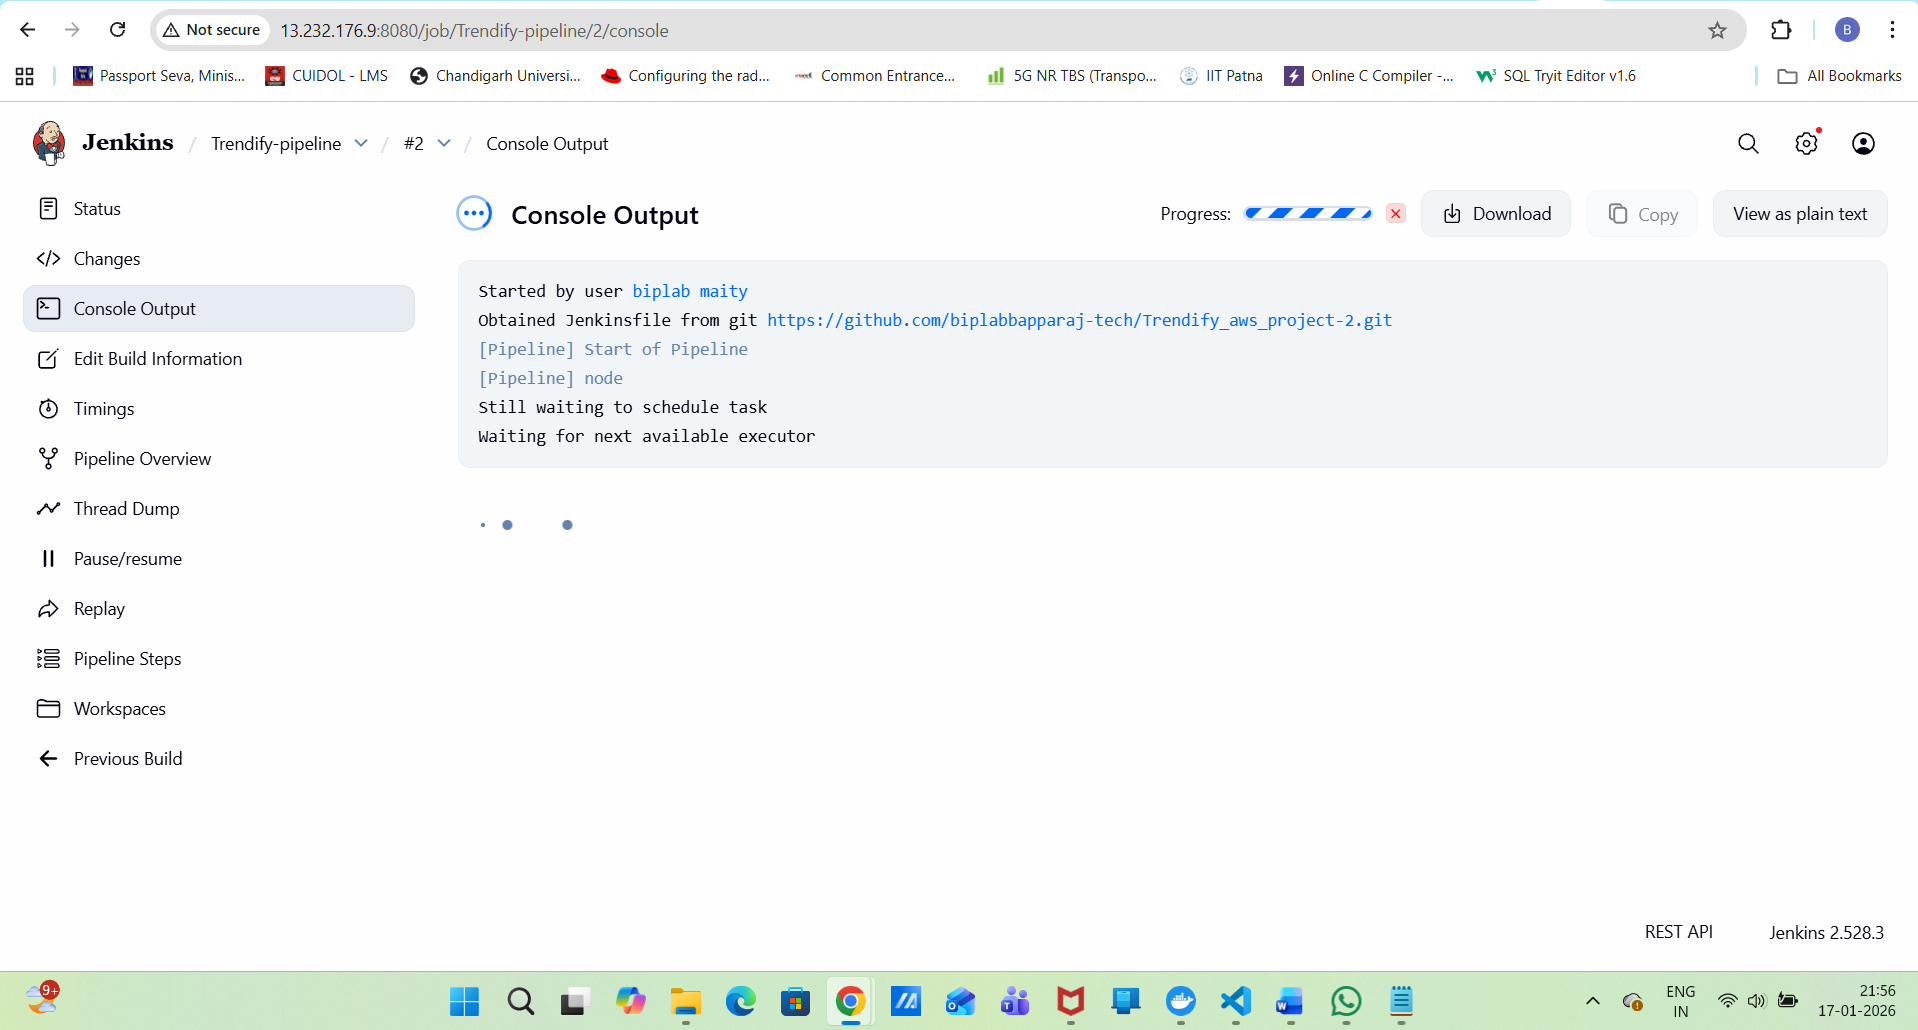 Not secure
13.232.176.9:8080/job/Trendify-pipeline/2/console
B
Passport Seva, Minis...
CUIDOL - LMS
Chandigarh Universi...
Configuring the rad...
Common Entrance...
5G NR TBS (Transpo...
IIT Patna
Online C Compiler -...
SQL Tryit Editor v1.6
All Bookmarks
Jenkins / Trendify-pipeline / #2 / Console Output
Status
Changes
Console Output
Edit Build Information
Timings
Pipeline Overview
Thread Dump
Pause/resume
Replay
Pipeline Steps
Workspaces
Previous Build
Console Output
Progress:
Download
Copy
View as plain text
Started by user biplab maity
Obtained Jenkinsfile from git https://github.com/biplabbapparaj-tech/Trendify_aws_project-2.git
[Pipeline] Start of Pipeline
[Pipeline] node
Still waiting to schedule task
Waiting for next available executor
REST API
Jenkins 2.528.3
9+
ENG
IN
21:56
17-01-2026